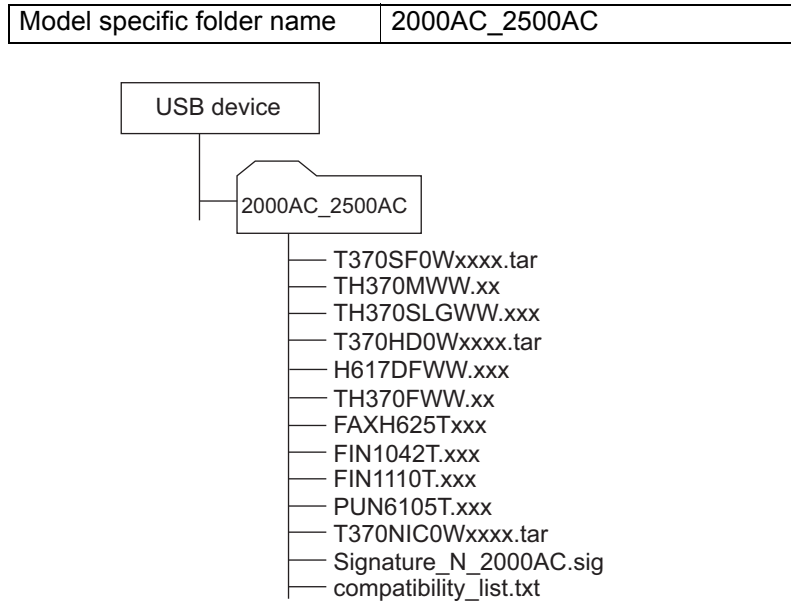 Model specific folder name 2000AC_2500AC
USB device
2000AC_2500AC
T370SF0Wxxxx.tar
TH370MWW.xx
TH370SLGWW.xxx
T370HD0Wxxxx.tar
H617DFWW.xxx
TH370FWW.xx
FAXH625Txxx
FIN1042T.xxx
FIN1110T.xxx
PUN6105T.xxx
T370NIC0Wxxxx.tar
Signature_N_2000AC.sig
compatibility_list.txt